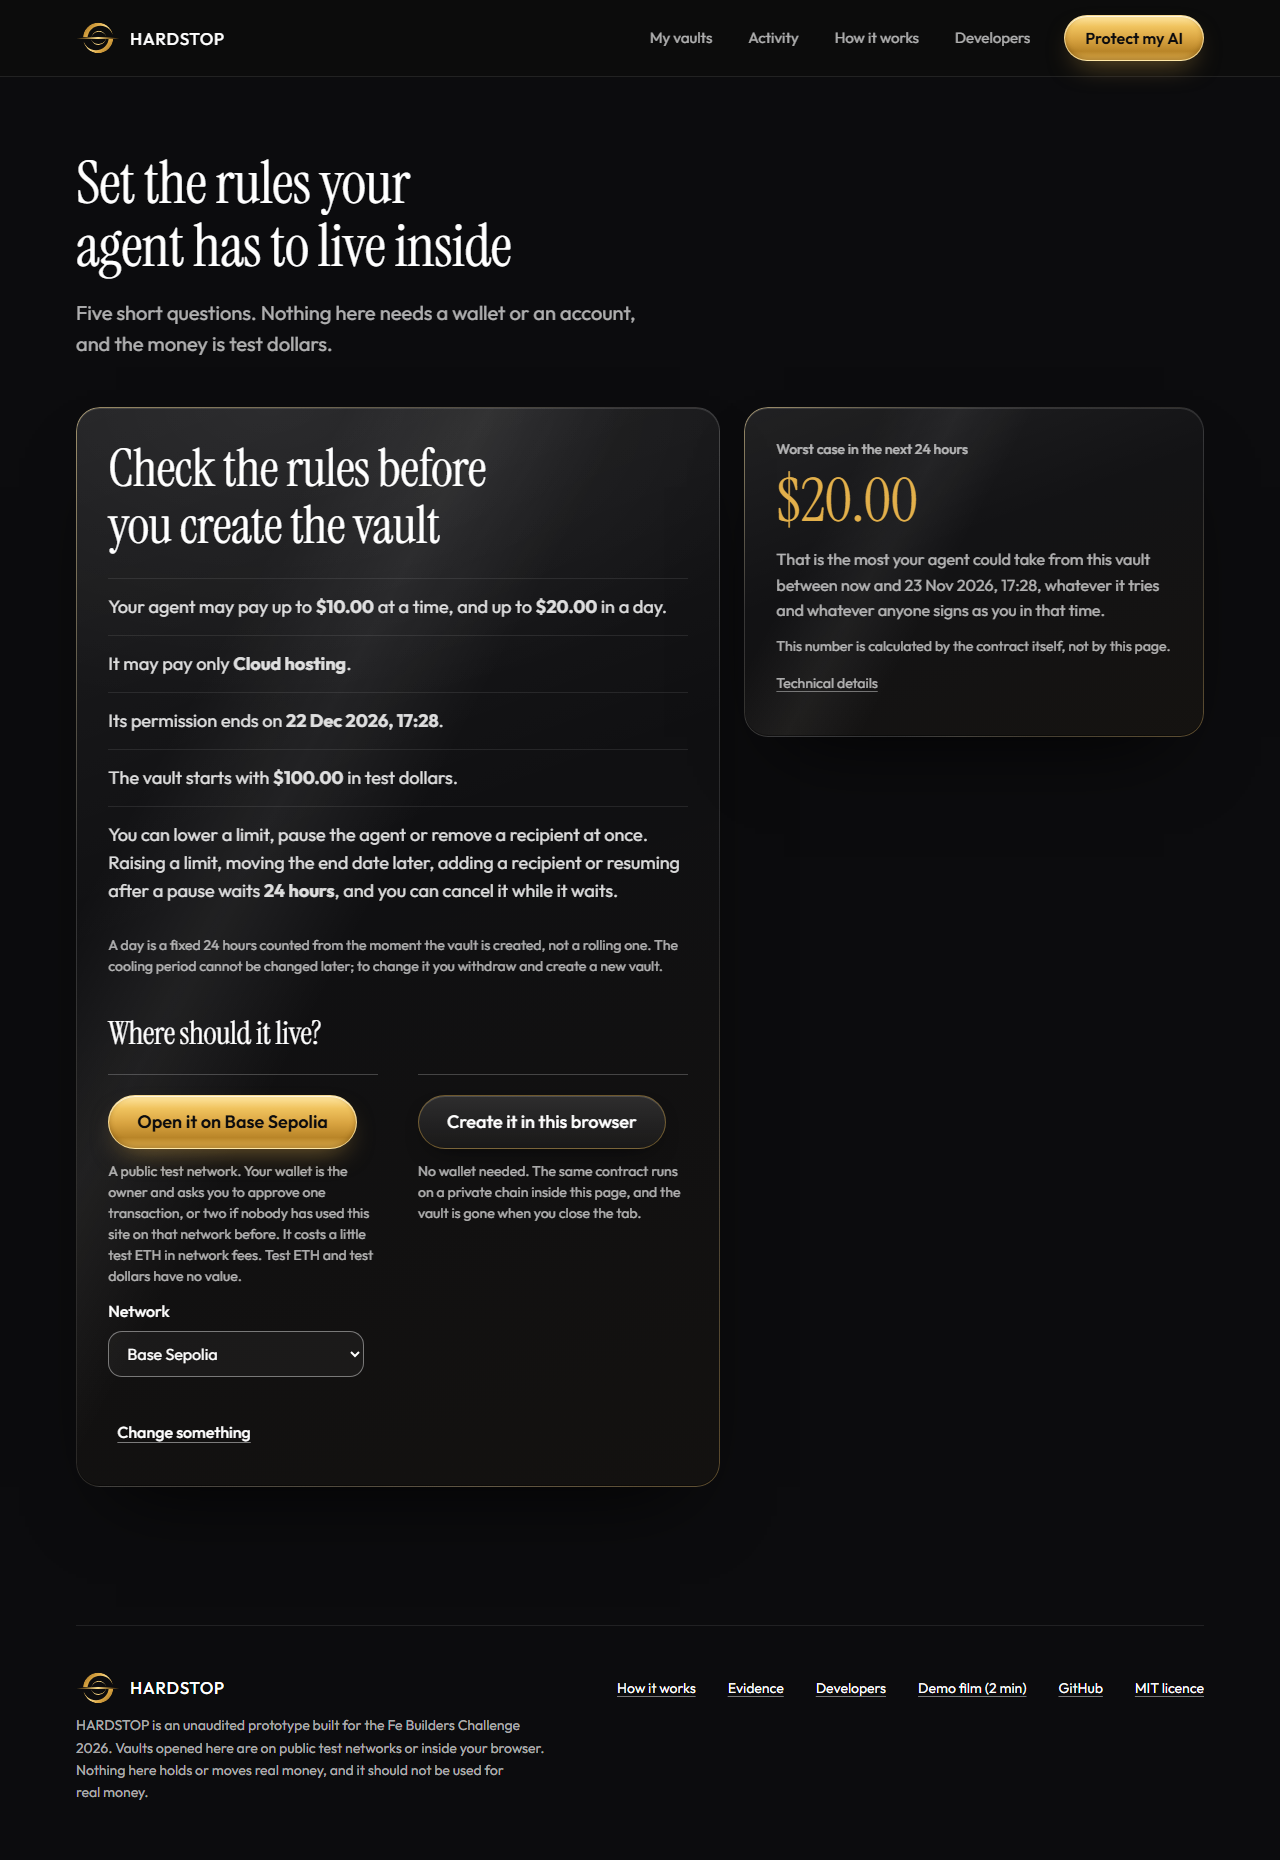 HARDSTOP
My vaults
Activity
How it works
Developers
Protect my AI
Set the rules your
agent has to live inside
Five short questions. Nothing here needs a wallet or an account,
and the money is test dollars.
Check the rules before
you create the vault
Your agent may pay up to $10.00 at a time, and up to $20.00 in a day.
It may pay only Cloud hosting.
Its permission ends on 22 Dec 2026, 17:28.
The vault starts with $100.00 in test dollars.
You can lower a limit, pause the agent or remove a recipient at once.
Raising a limit, moving the end date later, adding a recipient or resuming
after a pause waits 24 hours, and you can cancel it while it waits.
A day is a fixed 24 hours counted from the moment the vault is created, not a rolling one. The
cooling period cannot be changed later; to change it you withdraw and create a new vault.
Where should it live?
Open it on Base Sepolia
A public test network. Your wallet is the
owner and asks you to approve one
transaction, or two if nobody has used this
site on that network before. It costs a little
test ETH in network fees. Test ETH and test
dollars have no value.
Network
Base Sepolia
Create it in this browser
No wallet needed. The same contract runs
on a private chain inside this page, and the
vault is gone when you close the tab.
Change something
Worst case in the next 24 hours
$20.00
That is the most your agent could take from this vault
between now and 23 Nov 2026, 17:28, whatever it tries
and whatever anyone signs as you in that time.
This number is calculated by the contract itself, not by this page.
Technical details
HARDSTOP
HARDSTOP is an unaudited prototype built for the Fe Builders Challenge
2026. Vaults opened here are on public test networks or inside your browser.
Nothing here holds or moves real money, and it should not be used for
real money.
How it works
Evidence
Developers
Demo film (2 min)
GitHub
MIT licence